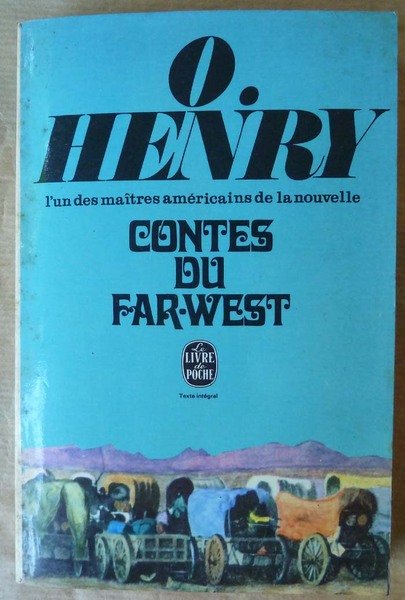 O.
HENRY
l'un des maîtres américains de la nouvelle
CONTES
DU
FAR-WEST
Le
LIVRE
de
POCHE
Texte intégral